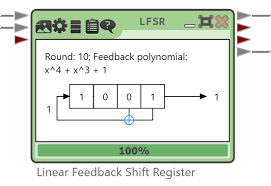 LFSR
Round: 10; Feedback polynomial:
x^4 + x^3 + 1
1 0 0 1 1
1
100%
Linear Feedback Shift Register